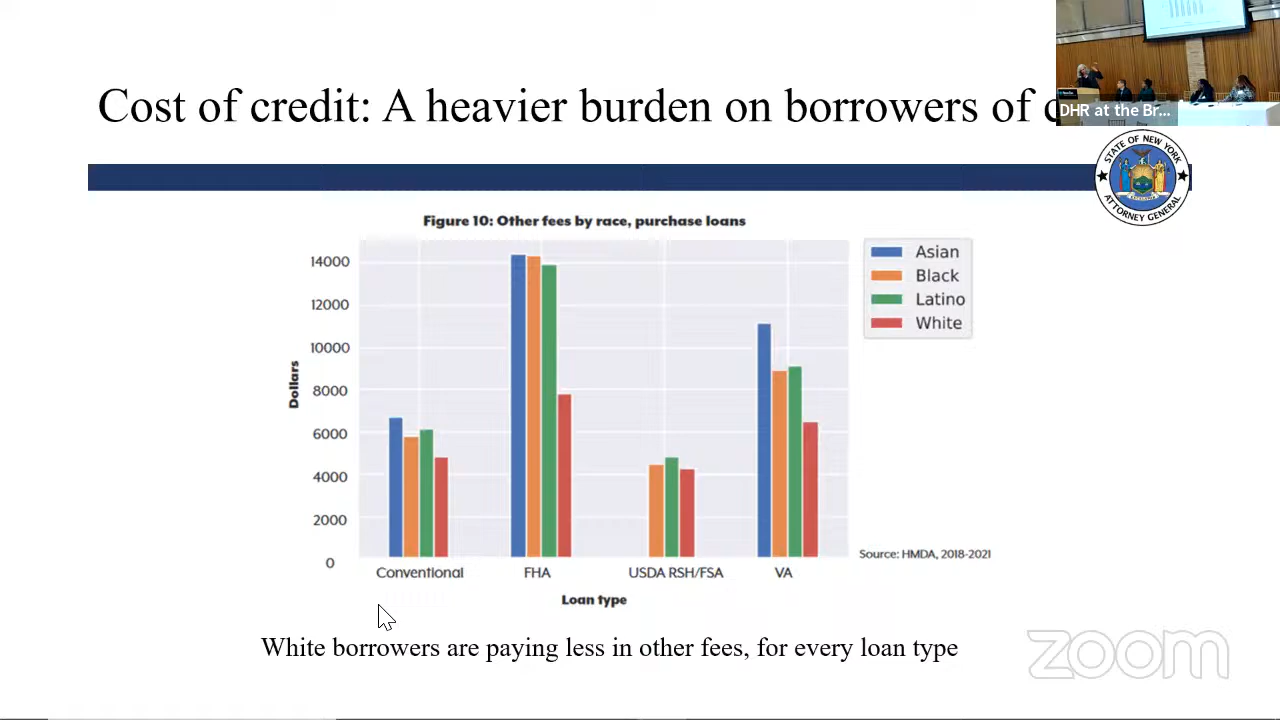 Cost of credit: A heavier burden on borrowers of
DHR at the Br...
STATE OF NEW YORK
ATTORNEY GENERAL
Figure 10: Other fees by race, purchase loans
Asian
Black
Latino
White
14000
12000
10000
8000
6000
4000
2000
0
Dollars
Conventional FHA USDA RSH/FSA VA
Source: HMDA, 2018-2021
Loan type
White borrowers are paying less in other fees, for every loan type
zoom